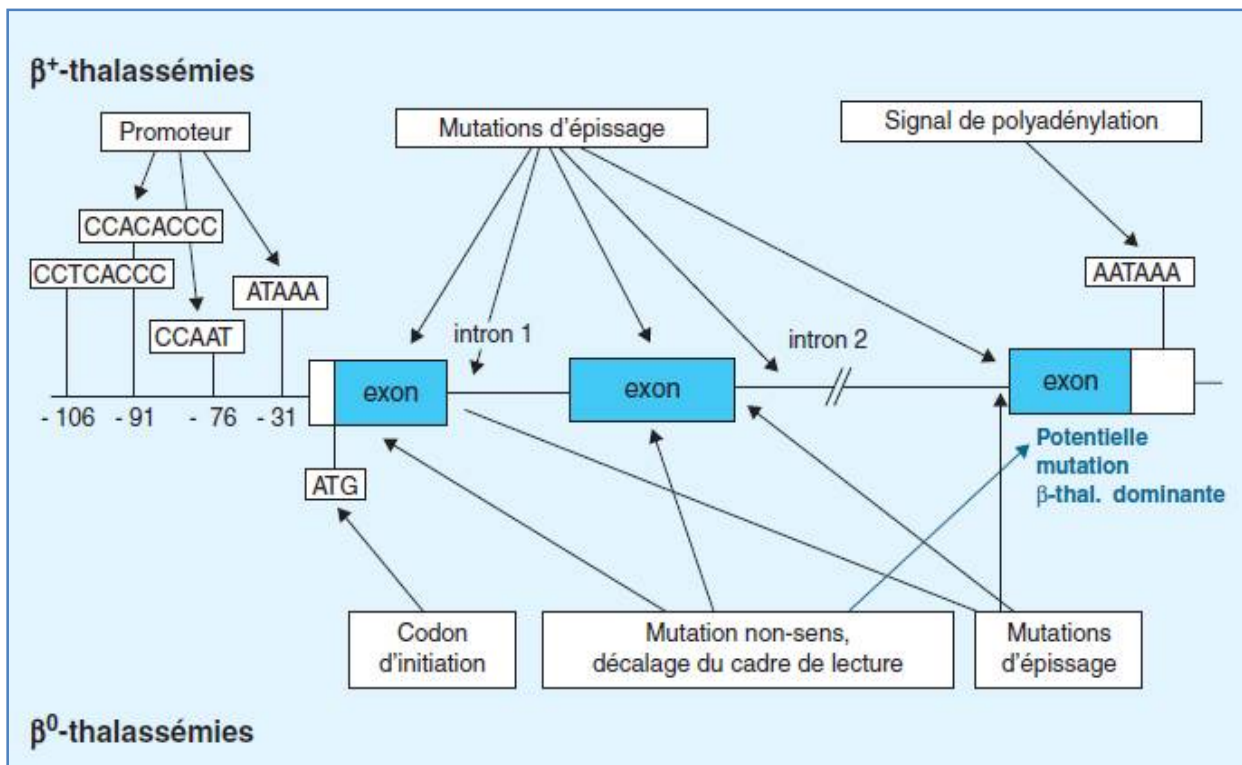 β⁺-thalassémies
Promoteur
Mutations d'épissage
Signal de polyadénylation
CCACACCC
CCTCACCC
ATAAA
AATAAA
CCAAT
intron 1
intron 2
exon
exon
exon
- 106
- 91
- 76
- 31
ATG
Potentielle
mutation
β-thal. dominante
Codon
d'initiation
Mutation non-sens,
décalage du cadre de lecture
Mutations
d'épissage
β⁰-thalassémies